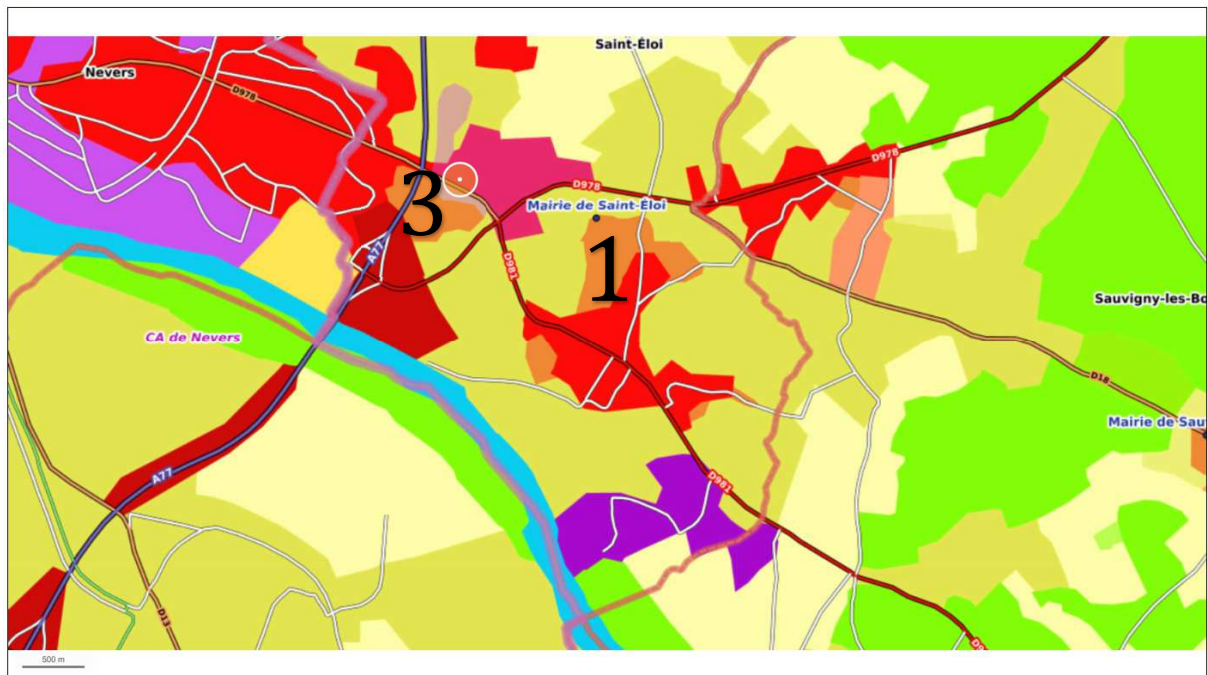 Saint-Éloi
Nevers
D978
D978
3
D978
Mairie de Saint-Éloi
A77
D981
1
Sauvigny-les-Bo
CA de Nevers
D18
Mairie de Sau
A77
D981
D13
D9
500 m